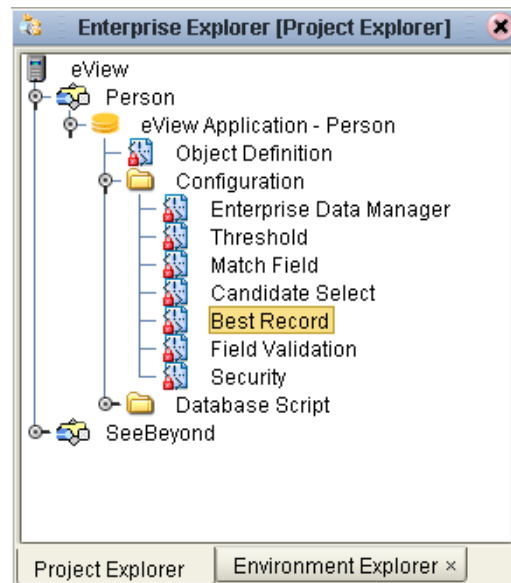 Enterprise Explorer [Project Explorer]
eView
Person
eView Application - Person
Object Definition
Configuration
Enterprise Data Manager
Threshold
Match Field
Candidate Select
Best Record
Field Validation
Security
Database Script
SeeBeyond
Project Explorer
Environment Explorer ×